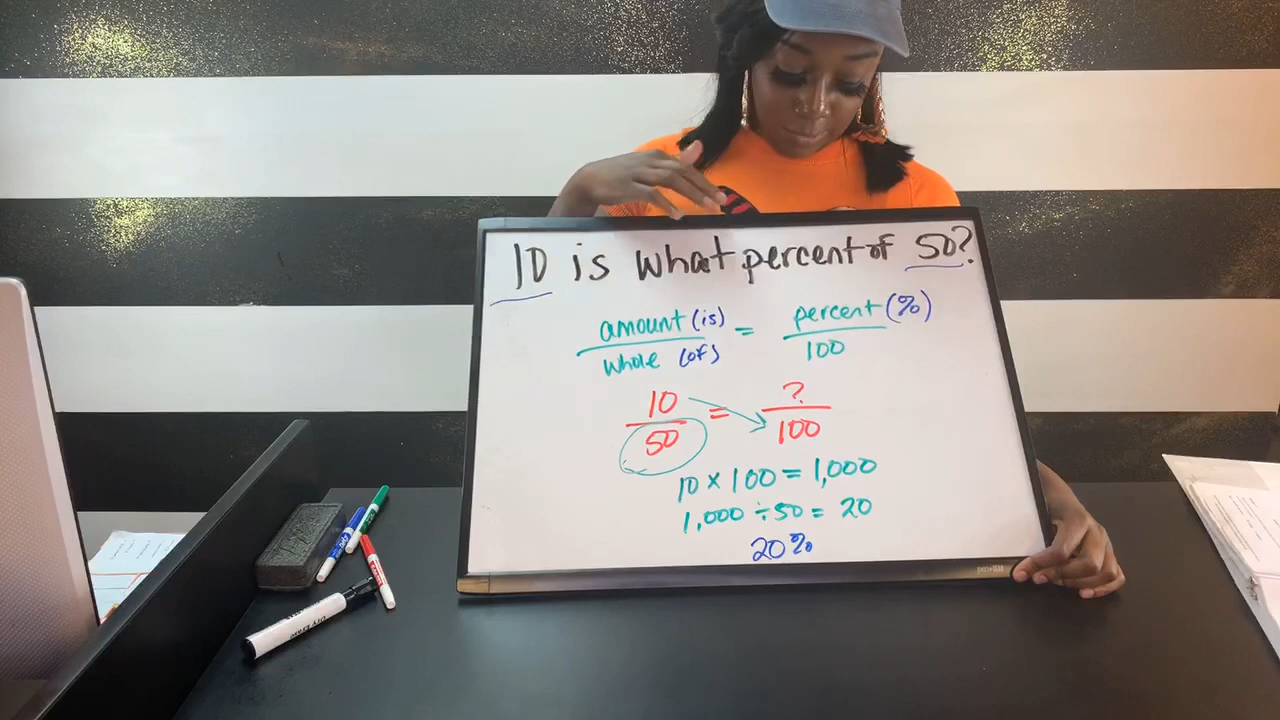 10 is what percent of 50?
amount (is) = percent (%)
whole (of) 100
10 = ?
50 100
10 × 100 = 1,000
1,000 ÷ 50 = 20
20%